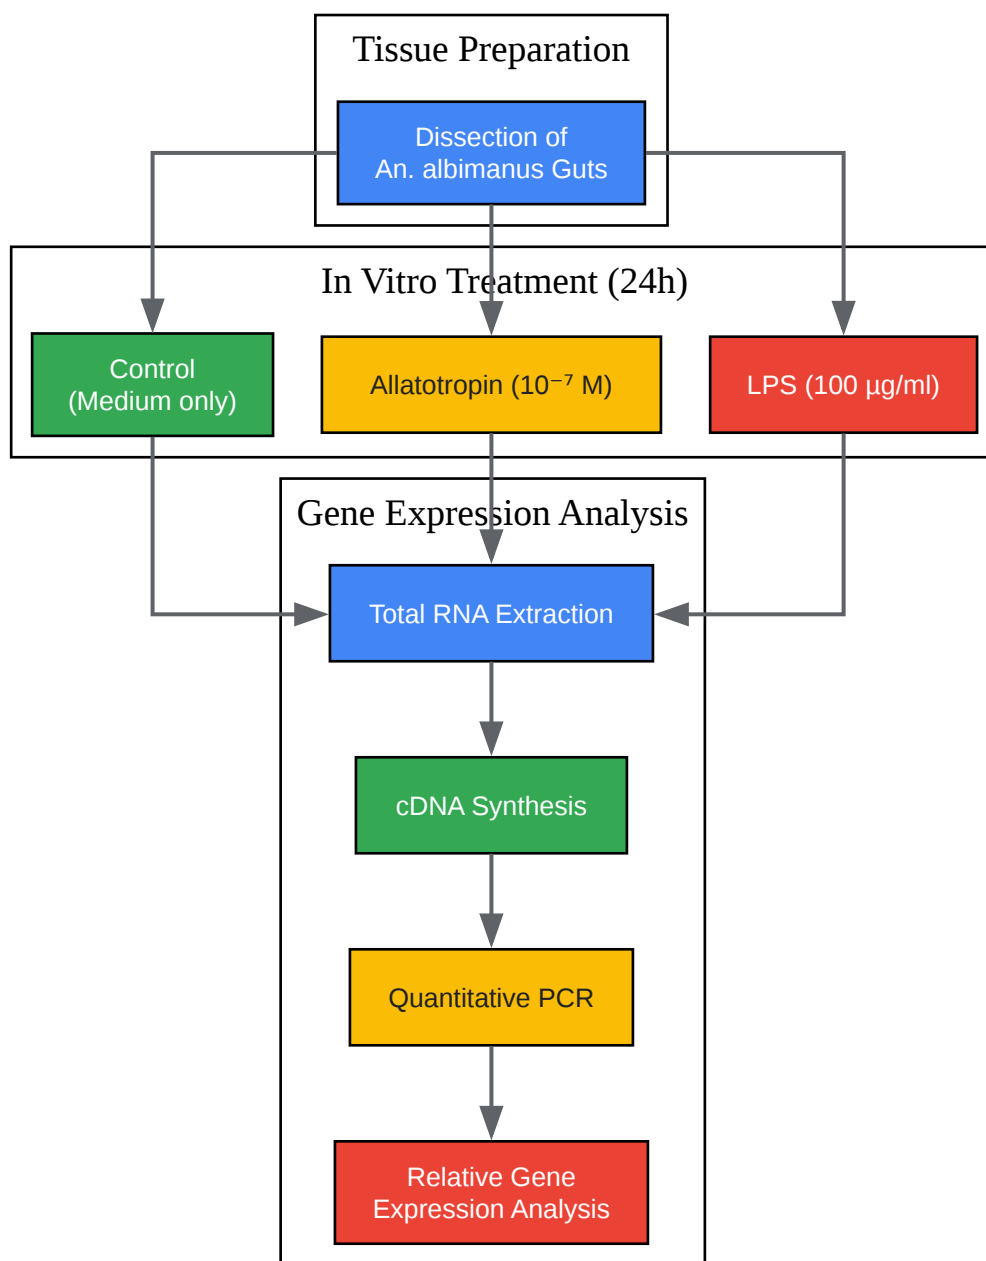 Tissue Preparation
Dissection of
An. albimanus Guts
In Vitro Treatment (24h)
Control
(Medium only)
Allatotropin (10⁻⁷ M)
LPS (100 µg/ml)
Gene Expression Analysis
Total RNA Extraction
cDNA Synthesis
Quantitative PCR
Relative Gene
Expression Analysis